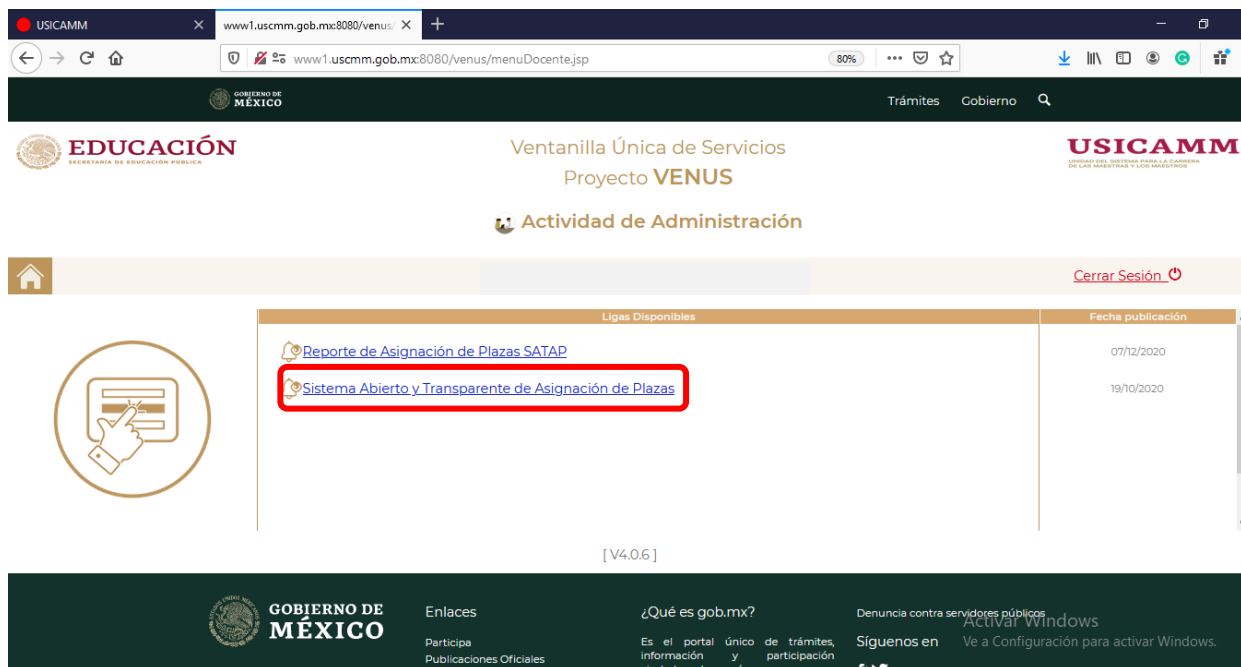 USICAMM
www1.uscmm.gob.mx:8080/venus/
www1.uscmm.gob.mx:8080/venus/menuDocente.jsp
80%
GOBIERNO DE
MÉXICO
Trámites Gobierno
EDUCACIÓN
SECRETARÍA DE EDUCACIÓN PÚBLICA
Ventanilla Única de Servicios
Proyecto VENUS
USICAMM
UNIDAD DEL SISTEMA PARA LA CARRERA
DE LAS MAESTRAS Y LOS MAESTROS
Actividad de Administración
Cerrar Sesión
Ligas Disponibles Fecha publicación
Reporte de Asignación de Plazas SATAP 07/12/2020
Sistema Abierto y Transparente de Asignación de Plazas 19/10/2020
[ V4.0.6 ]
GOBIERNO DE
MÉXICO
Enlaces
Participa
Publicaciones Oficiales
¿Qué es gob.mx?
Es el portal único de trámites,
información y participación
Denuncia contra servidores públicos
Síguenos en
Activar Windows
Ve a Configuración para activar Windows.